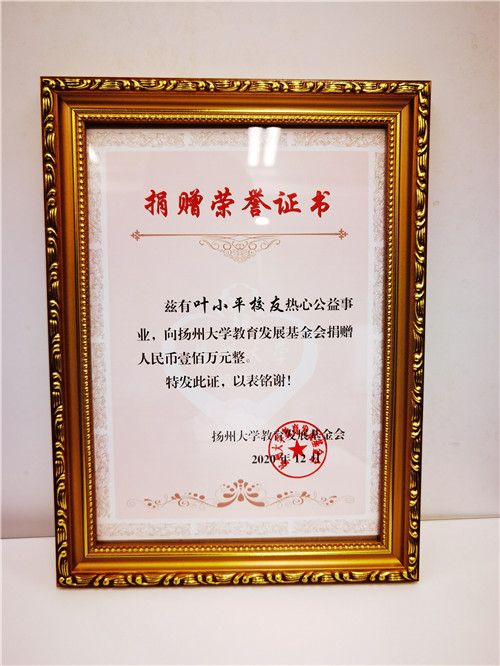 捐赠荣誉证书
兹有叶小平校友热心公益事
业，向扬州大学教育发展基金会捐赠
人民币壹佰万元整。
特发此证，以表铭谢！
扬州大学教育发展基金会
2020年12月